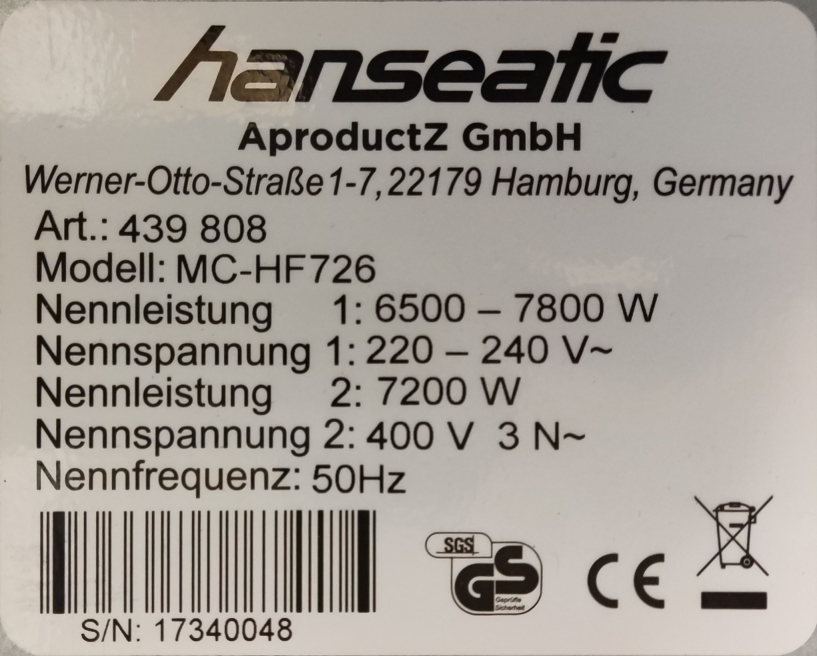 hanseatic
AproductZ GmbH
Werner-Otto-Straße 1-7, 22179 Hamburg, Germany
Art.: 439 808
Modell: MC-HF726
Nennleistung 1: 6500 – 7800 W
Nennspannung 1: 220 – 240 V~
Nennleistung 2: 7200 W
Nennspannung 2: 400 V 3 N~
Nennfrequenz: 50Hz
SGS
GS
Geprüfte
Sicherheit
CE
S/N: 17340048